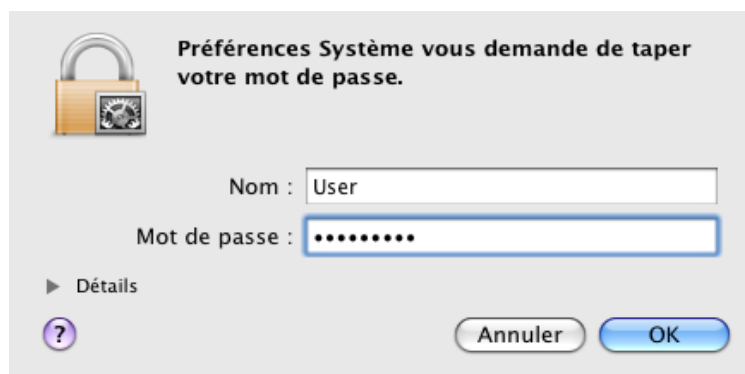 Préférences Système vous demande de taper
votre mot de passe.
Nom : User
Mot de passe : •••••••••
Détails
?
Annuler OK